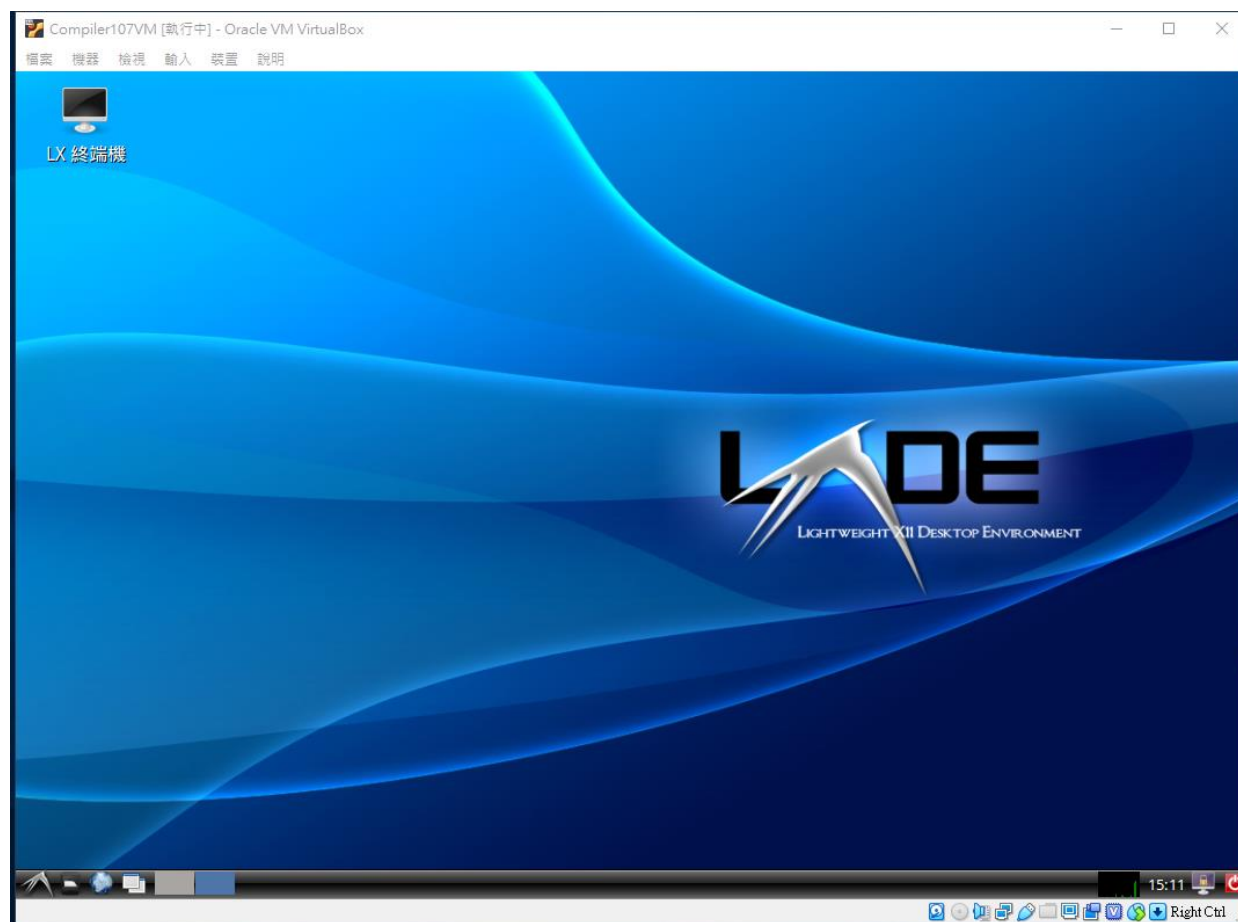 Compiler107VM [執行中] - Oracle VM VirtualBox
檔案 機器 檢視 輸入 裝置 說明
LX 終端機
LXDE
LIGHTWEIGHT X11 DESKTOP ENVIRONMENT
15:11
Right Ctrl